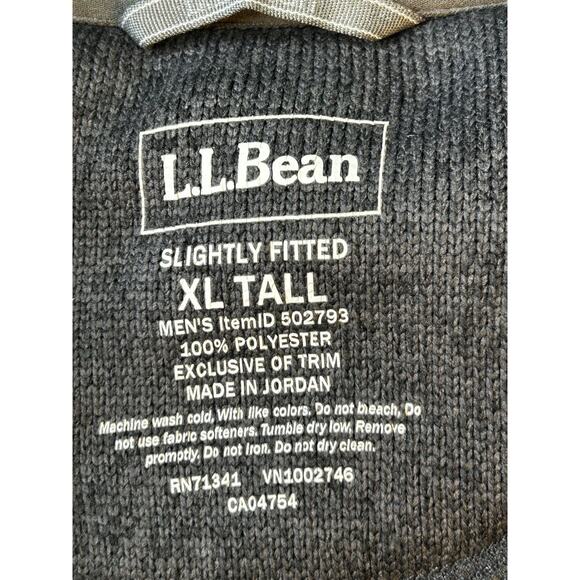 L.L.Bean
SLIGHTLY FITTED
XL TALL
MEN'S ItemID 502793
100% POLYESTER
EXCLUSIVE OF TRIM
MADE IN JORDAN
Machine wash cold, With like colors. Do not bleach, Do
not use fabric softeners. Tumble dry low, Remove
promptly. Do not Iron. Do not dry clean.
RN71341 VN1002746
CA04754